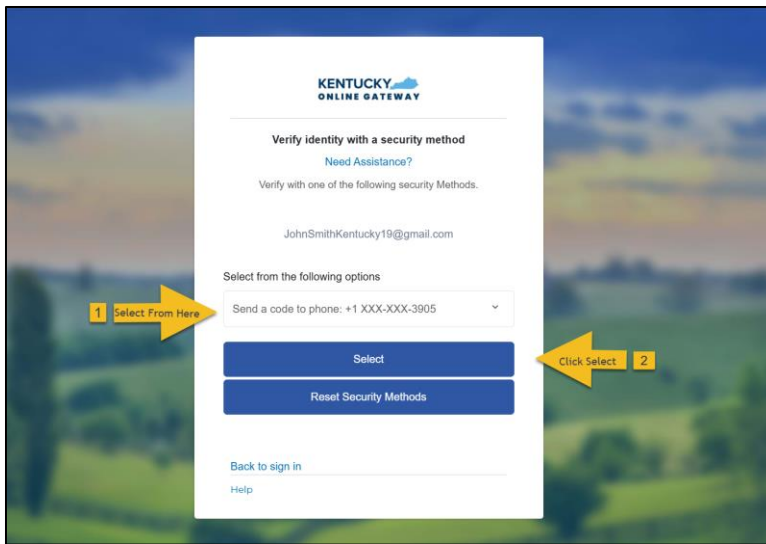 KENTUCKY
ONLINE GATEWAY
Verify identity with a security method
Need Assistance?
Verify with one of the following security Methods.
JohnSmithKentucky19@gmail.com
Select from the following options
1 Select From Here
Send a code to phone: +1 XXX-XXX-3905
Select
Click Select 2
Reset Security Methods
Back to sign in
Help